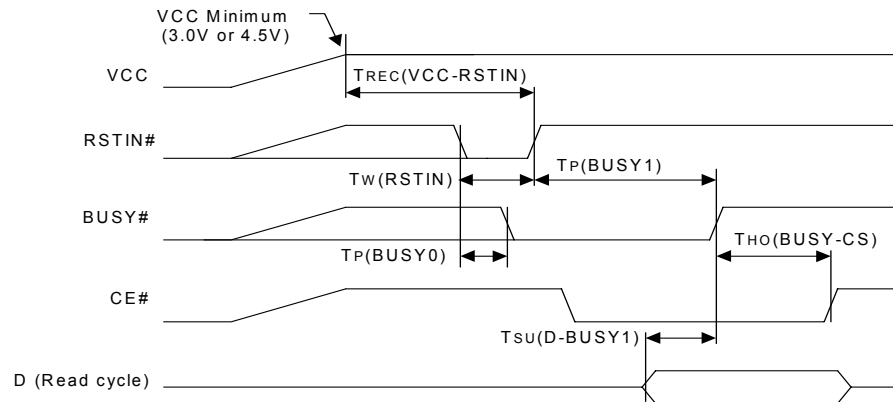 VCC Minimum
(3.0V or 4.5V)
VCC
TREC(VCC-RSTIN)
RSTIN#
TW(RSTIN)
TP(BUSY1)
BUSY#
TP(BUSY0)
THO(BUSY-CS)
CE#
TSU(D-BUSY1)
D (Read cycle)